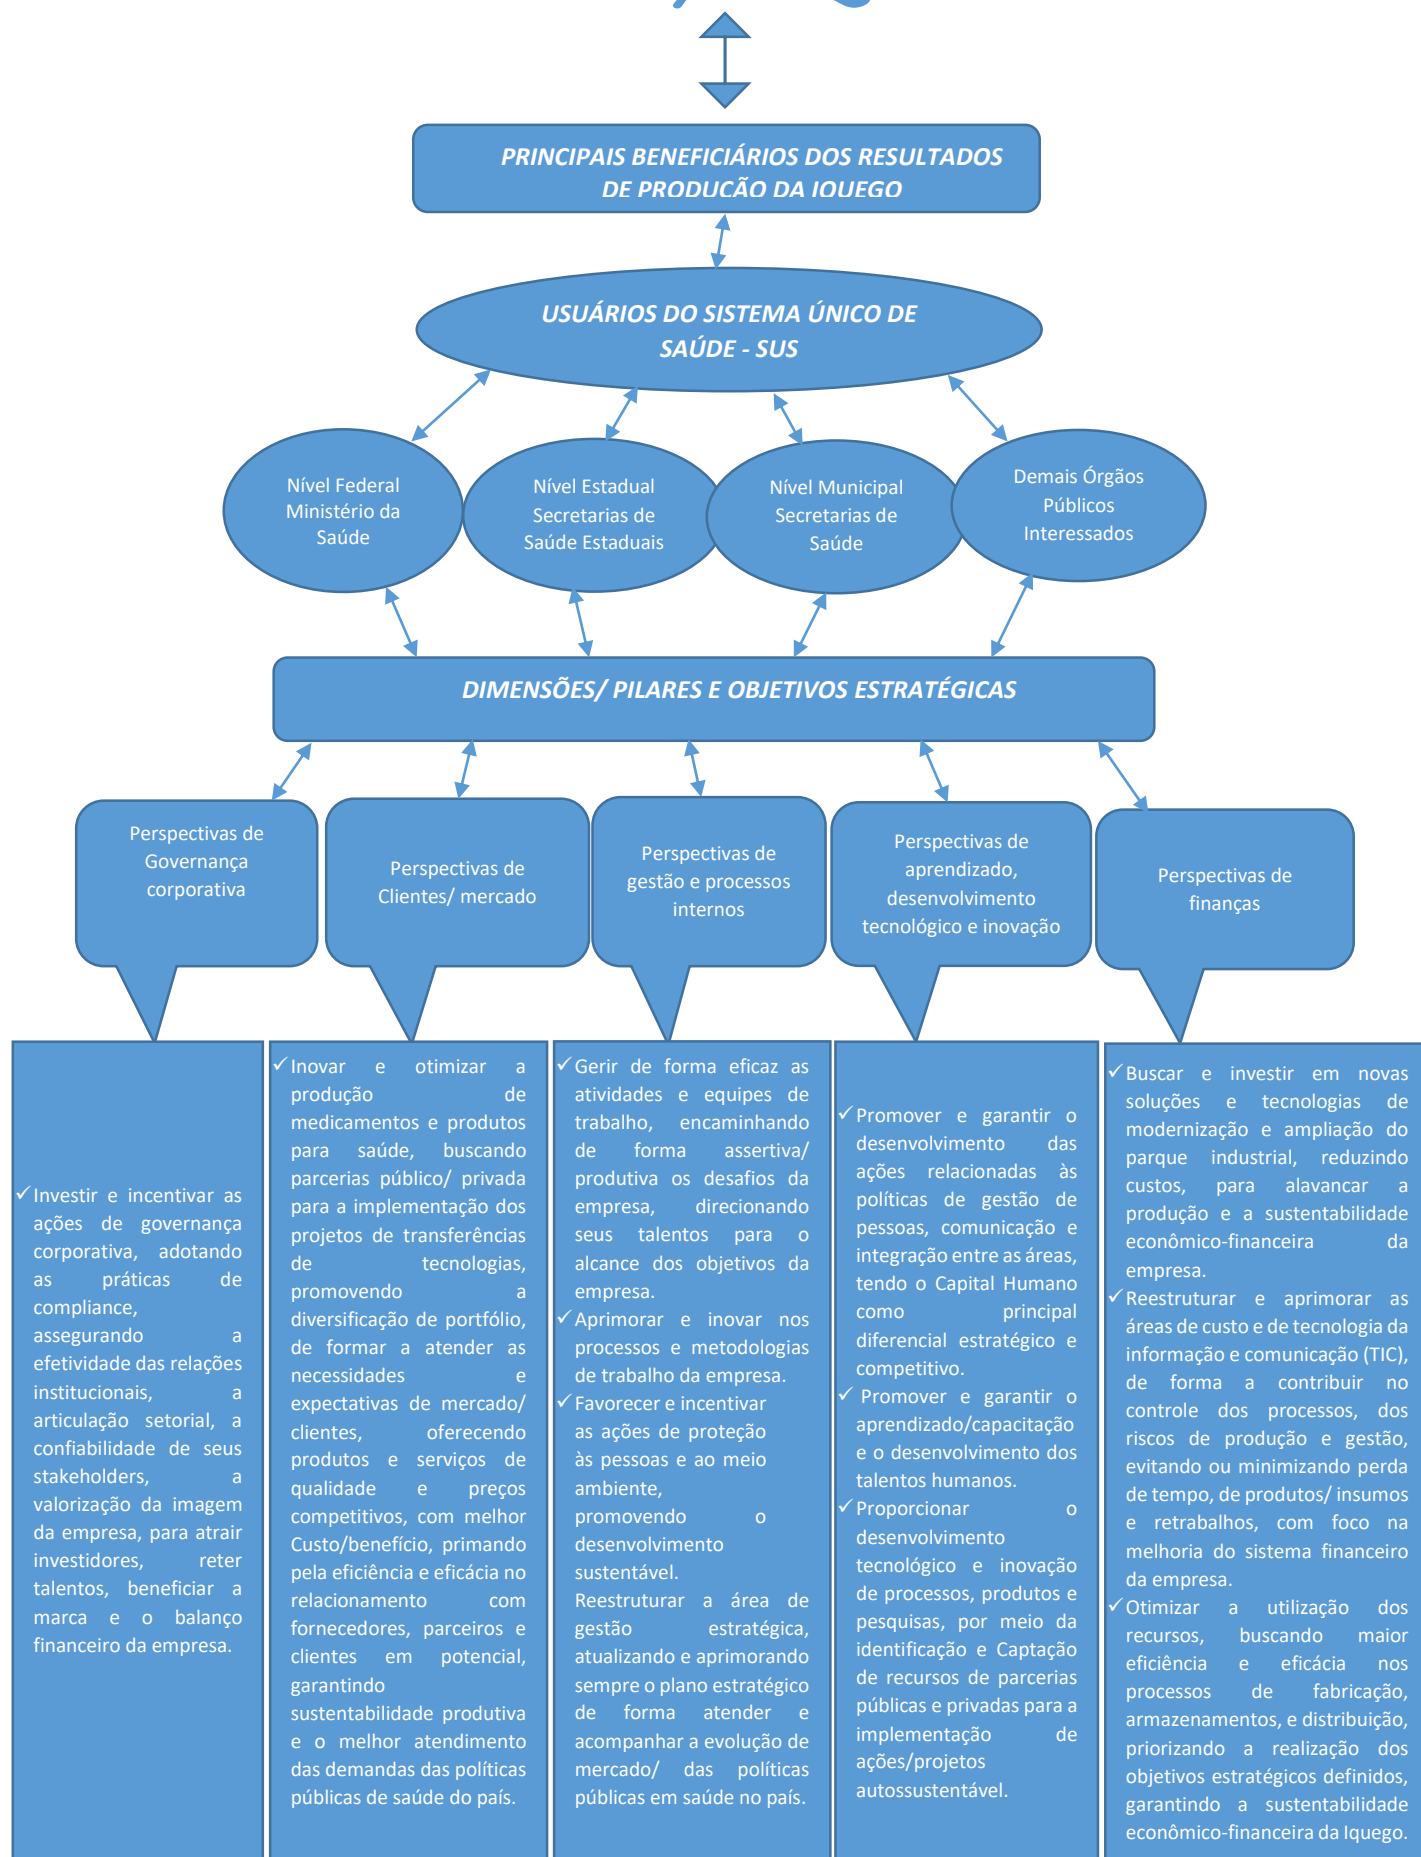 PRINCIPAIS BENEFICIÁRIOS DOS RESULTADOS
DE PRODUÇÃO DA IQUEGO
USUÁRIOS DO SISTEMA ÚNICO DE
SAÚDE - SUS
Nível Federal
Ministério da
Saúde
Nível Estadual
Secretarias de
Saúde Estaduais
Nível Municipal
Secretarias de
Saúde
Demais Órgãos
Públicos
Interessados
DIMENSÕES/ PILARES E OBJETIVOS ESTRATÉGICAS
Perspectivas de
Governança
corporativa
Perspectivas de
Clientes/ mercado
Perspectivas de
gestão e processos
internos
Perspectivas de
aprendizado,
desenvolvimento
tecnológico e inovação
Perspectivas de
finanças
✓Investir e incentivar as
ações de governança
corporativa, adotando
as práticas de
compliance,
assegurando a
efetividade das relações
institucionais, a
articulação setorial, a
confiabilidade de seus
stakeholders, a
valorização da imagem
da empresa, para atrair
investidores, reter
talentos, beneficiar a
marca e o balanço
financeiro da empresa.
✓Inovar e otimizar a
produção de
medicamentos e produtos
para saúde, buscando
parcerias público/ privada
para a implementação dos
projetos de transferências
de tecnologias,
promovendo a
diversificação de portfólio,
de formar a atender as
necessidades e
expectativas de mercado/
clientes, oferecendo
produtos e serviços de
qualidade e preços
competitivos, com melhor
Custo/benefício, primando
pela eficiência e eficácia no
relacionamento com
fornecedores, parceiros e
clientes em potencial,
garantindo
sustentabilidade produtiva
e o melhor atendimento
das demandas das políticas
públicas de saúde do país.
✓Gerir de forma eficaz as
atividades e equipes de
trabalho, encaminhando
de forma assertiva/
produtiva os desafios da
empresa, direcionando
seus talentos para o
alcance dos objetivos da
empresa.
✓Aprimorar e inovar nos
processos e metodologias
de trabalho da empresa.
✓Favorecer e incentivar
as ações de proteção
às pessoas e ao meio
ambiente,
promovendo o
desenvolvimento
sustentável.
Reestruturar a área de
gestão estratégica,
atualizando e aprimorando
sempre o plano estratégico
de forma atender e
acompanhar a evolução de
mercado/ das políticas
públicas em saúde no país.
✓Promover e garantir o
desenvolvimento das
ações relacionadas às
políticas de gestão de
pessoas, comunicação e
integração entre as áreas,
tendo o Capital Humano
como principal
diferencial estratégico e
competitivo.
✓ Promover e garantir o
aprendizado/capacitação
e o desenvolvimento dos
talentos humanos.
✓Proporcionar o
desenvolvimento
tecnológico e inovação
de processos, produtos e
pesquisas, por meio da
identificação e Captação
de recursos de parcerias
públicas e privadas para a
implementação de
ações/projetos
autossustentável.
✓Buscar e investir em novas
soluções e tecnologias de
modernização e ampliação do
parque industrial, reduzindo
custos, para alavancar a
produção e a sustentabilidade
econômico-financeira da
empresa.
✓Reestruturar e aprimorar as
áreas de custo e de tecnologia da
informação e comunicação (TIC),
de forma a contribuir no
controle dos processos, dos
riscos de produção e gestão,
evitando ou minimizando perda
de tempo, de produtos/ insumos
e retrabalhos, com foco na
melhoria do sistema financeiro
da empresa.
✓Otimizar a utilização dos
recursos, buscando maior
eficiência e eficácia nos
processos de fabricação,
armazenamentos, e distribuição,
priorizando a realização dos
objetivos estratégicos definidos,
garantindo a sustentabilidade
econômico-financeira da Iquego.